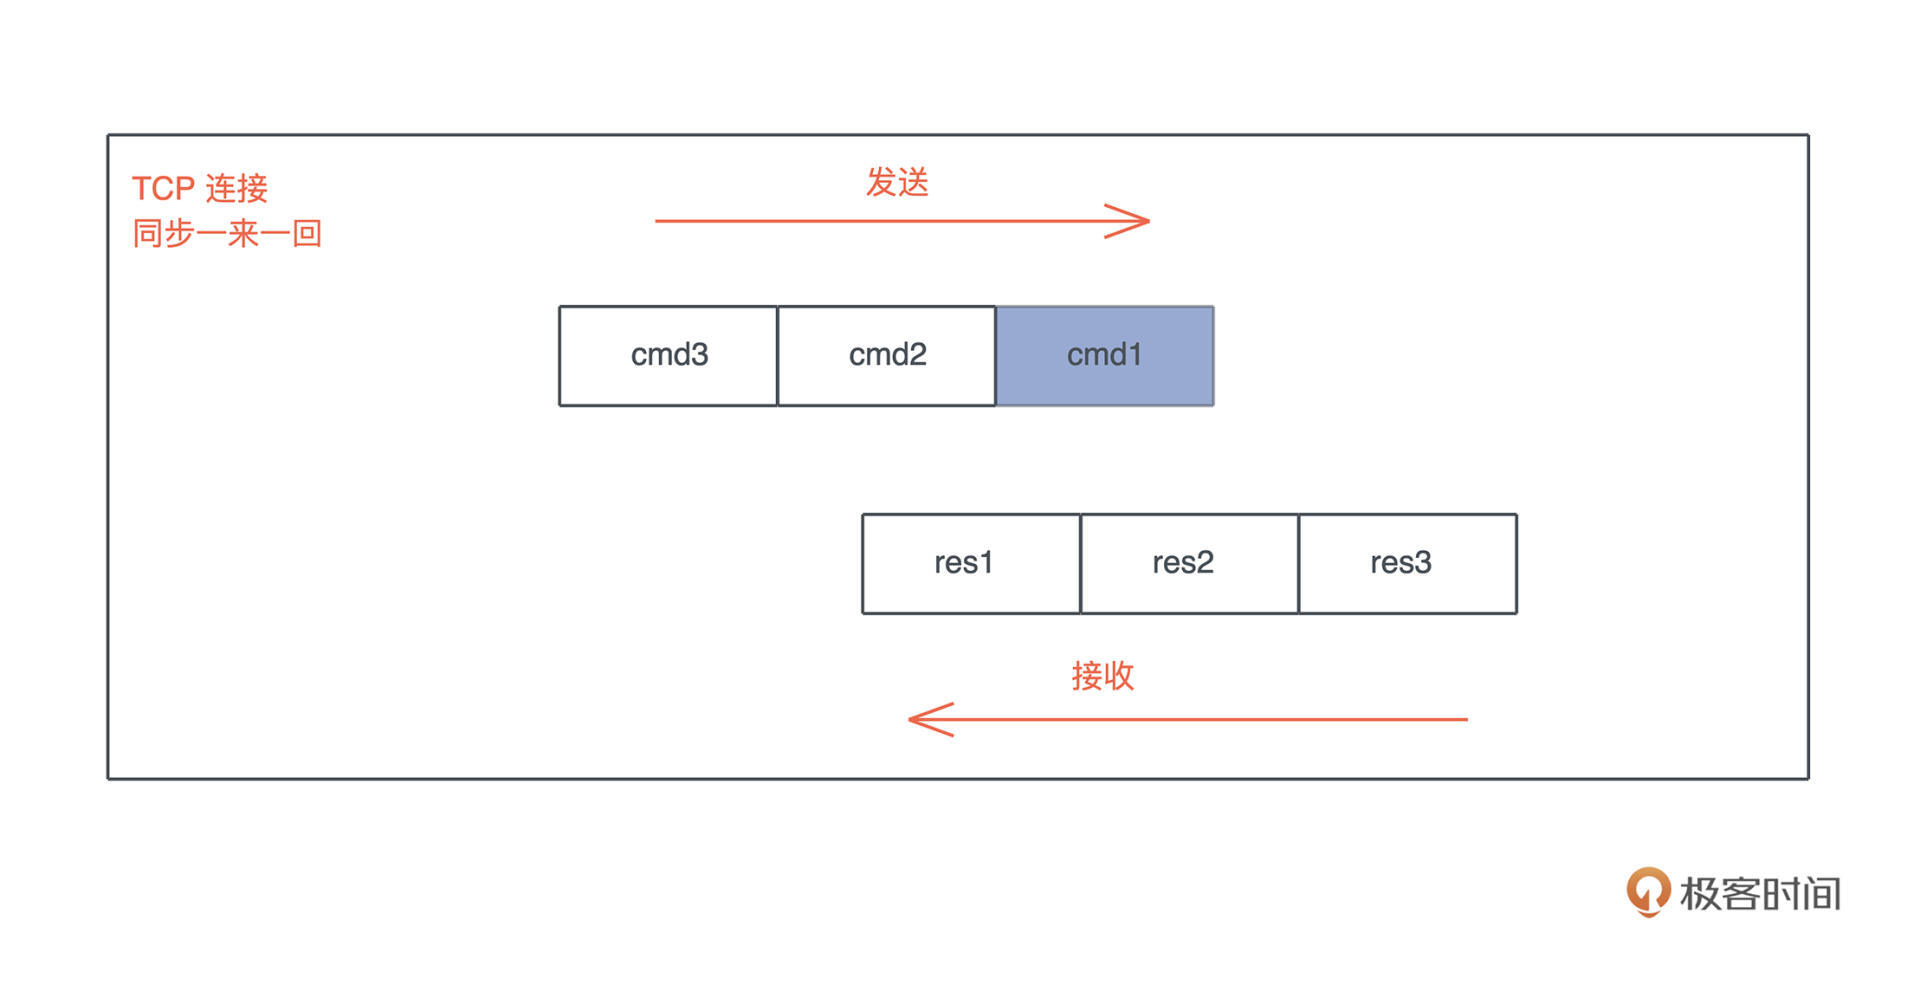 TCP 连接
同步一来一回
发送
cmd3
cmd2
cmd1
res1
res2
res3
接收
极客时间